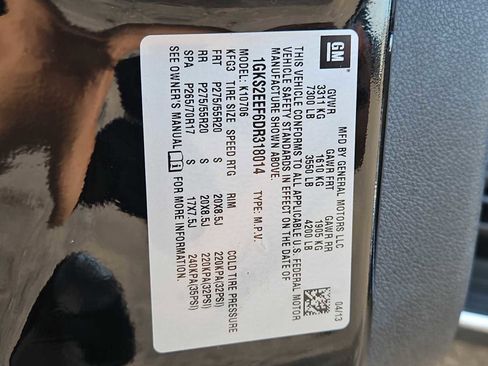 GM
MFD BY GENERAL MOTORS LLC
04/13
GVWR GAWR FRT GAWR RR
3311 KG 1610 KG 1905 KG
7300 LB 3550 LB 4200 LB
THIS VEHICLE CONFORMS TO ALL APPLICABLE U.S. FEDERAL MOTOR
VEHICLE SAFETY STANDARDS IN EFFECT ON THE DATE OF
MANUFACTURE SHOWN ABOVE.
1GKS2EEF6DR318014 TYPE: M.P.V.
MODEL: K10706
KFG3 TIRE SIZE SPEED RTG RIM COLD TIRE PRESSURE
FRT P275/55R20 S 20X8.5J 220KPA(32PSI)
RR P275/55R20 S 20X8.5J 220KPA(32PSI)
SPA P265/70R17 S 17X7.5J 240KPA(35PSI)
SEE OWNER'S MANUAL FOR MORE INFORMATION.